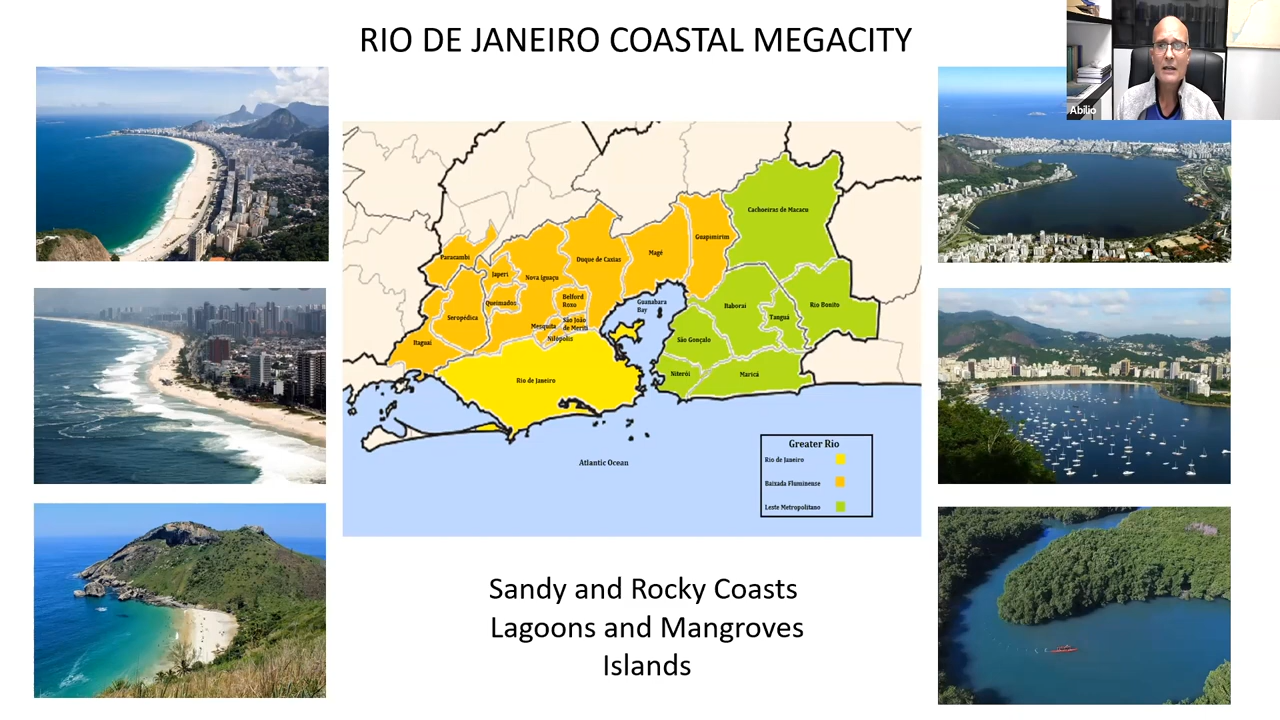 RIO DE JANEIRO COASTAL MEGACITY
Abílio
Cachoeiras de Macacu
Guapimirim
Magé
Paracambi
Duque de Caxias
Japeri
Nova Iguaçu
Queimados
Belford
Roxo
Guanabara
Bay
Itaboraí
Rio Bonito
Seropédica
Tanguá
São João
de Meriti
Mesquita
Nilópolis
Itaguaí
São Gonçalo
Niterói
Maricá
Rio de Janeiro
Atlantic Ocean
Greater Rio
Rio de Janeiro
Baixada Fluminense
Leste Metropolitano
Sandy and Rocky Coasts
Lagoons and Mangroves
Islands